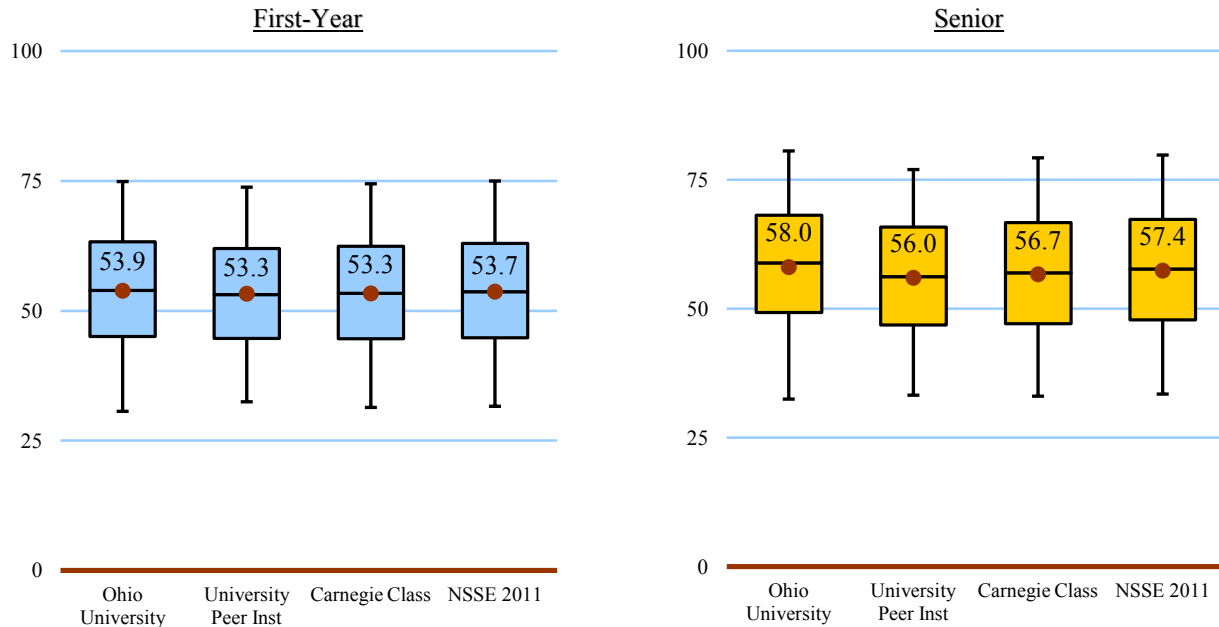 First-Year
100
75
53.9
53.3
53.3
53.7
50
25
0
Ohio
University
University
Peer Inst
Carnegie Class
NSSE 2011
Senior
100
75
58.0
56.0
56.7
57.4
50
25
0
Ohio
University
University
Peer Inst
Carnegie Class
NSSE 2011